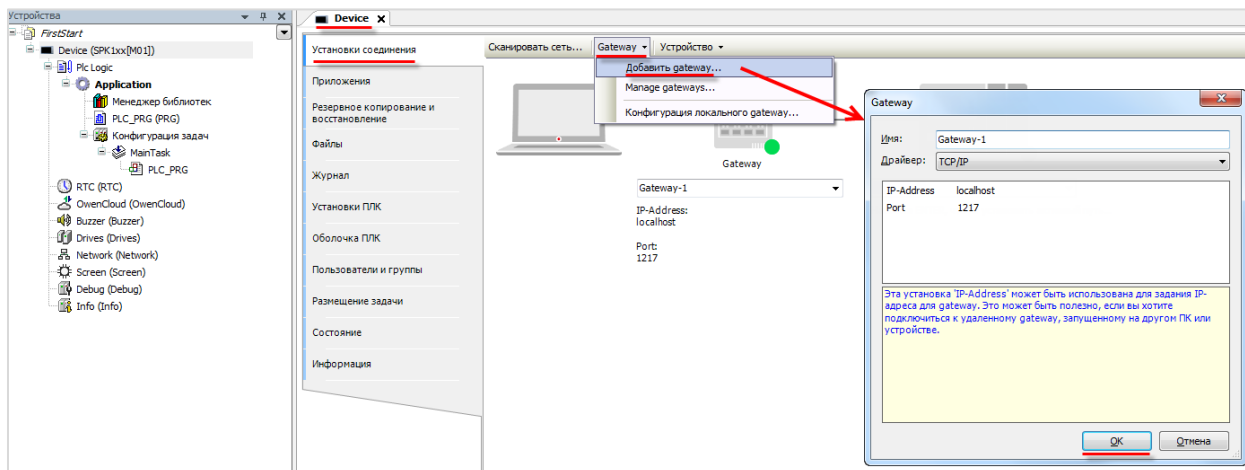 Устройства
FirstStart
Device (SPK1xx[M01])
Plc Logic
Application
Менеджер библиотек
PLC_PRG (PRG)
Конфигурация задач
MainTask
PLC_PRG
RTC (RTC)
OwenCloud (OwenCloud)
Buzzer (Buzzer)
Drives (Drives)
Network (Network)
Screen (Screen)
Debug (Debug)
Info (Info)
Device
Установки соединения
Приложения
Резервное копирование и
восстановление
Файлы
Журнал
Установки ПЛК
Оболочка ПЛК
Пользователи и группы
Размещение задачи
Состояние
Информация
Сканировать сеть... Gateway Устройство
Добавить gateway...
Manage gateways...
Конфигурация локального gateway...
Gateway
Gateway-1
IP-Address:
localhost
Port:
1217
Gateway
Имя: Gateway-1
Драйвер: TCP/IP
IP-Address localhost
Port 1217
Эта установка 'IP-Address' может быть использована для задания IP-
адреса для gateway. Это может быть полезно, если вы хотите
подключиться к удаленному gateway, запущенному на другом ПК или
устройстве.
OK Отмена